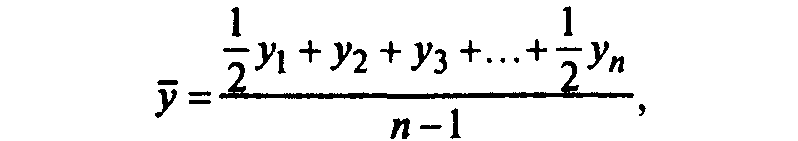 ȳ = (1/2 y₁ + y₂ + y₃ + ... + 1/2 yₙ) / (n − 1),